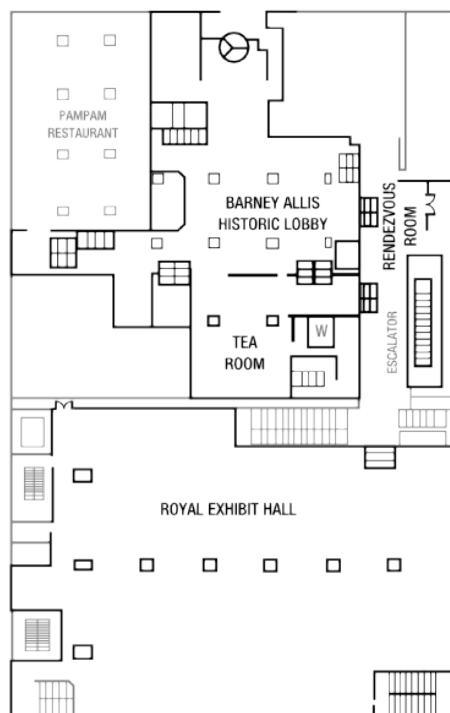 PAMPAM
RESTAURANT
BARNEY ALLIS
HISTORIC LOBBY
RENDEZVOUS
ROOM
ESCALATOR
W
TEA
ROOM
ROYAL EXHIBIT HALL